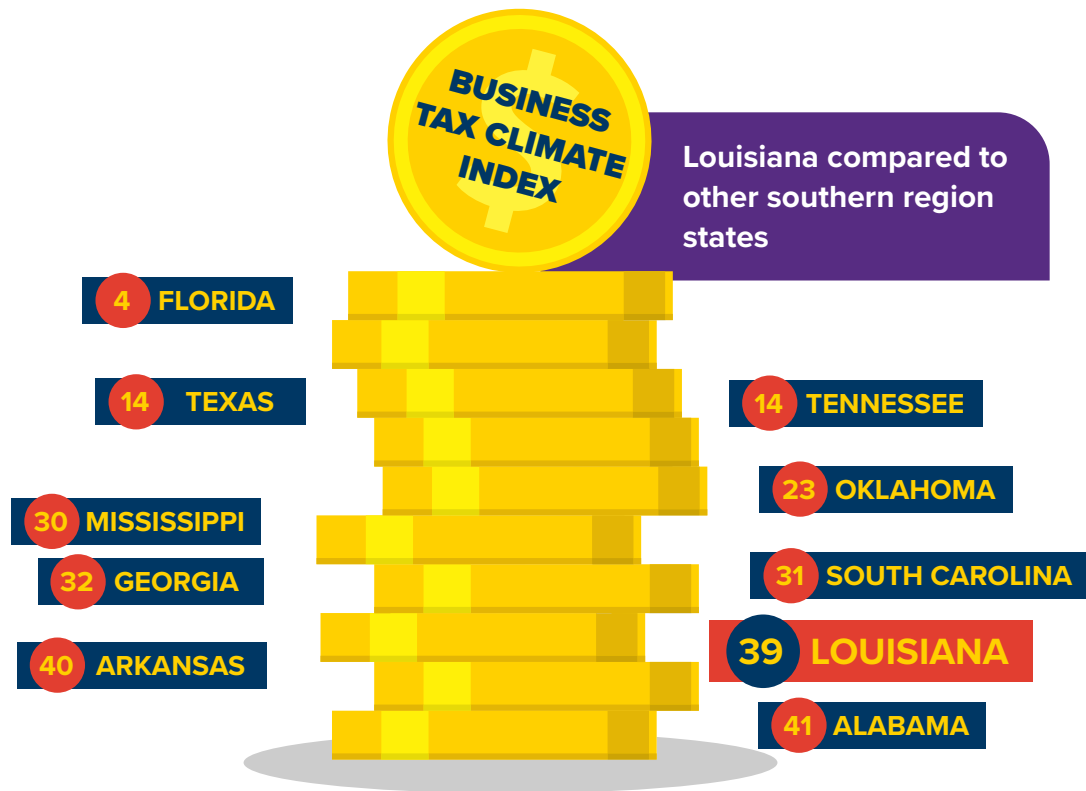 BUSINESS
TAX CLIMATE
INDEX
Louisiana compared to
other southern region
states
4 FLORIDA
14 TEXAS
14 TENNESSEE
23 OKLAHOMA
30 MISSISSIPPI
31 SOUTH CAROLINA
32 GEORGIA
39 LOUISIANA
40 ARKANSAS
41 ALABAMA